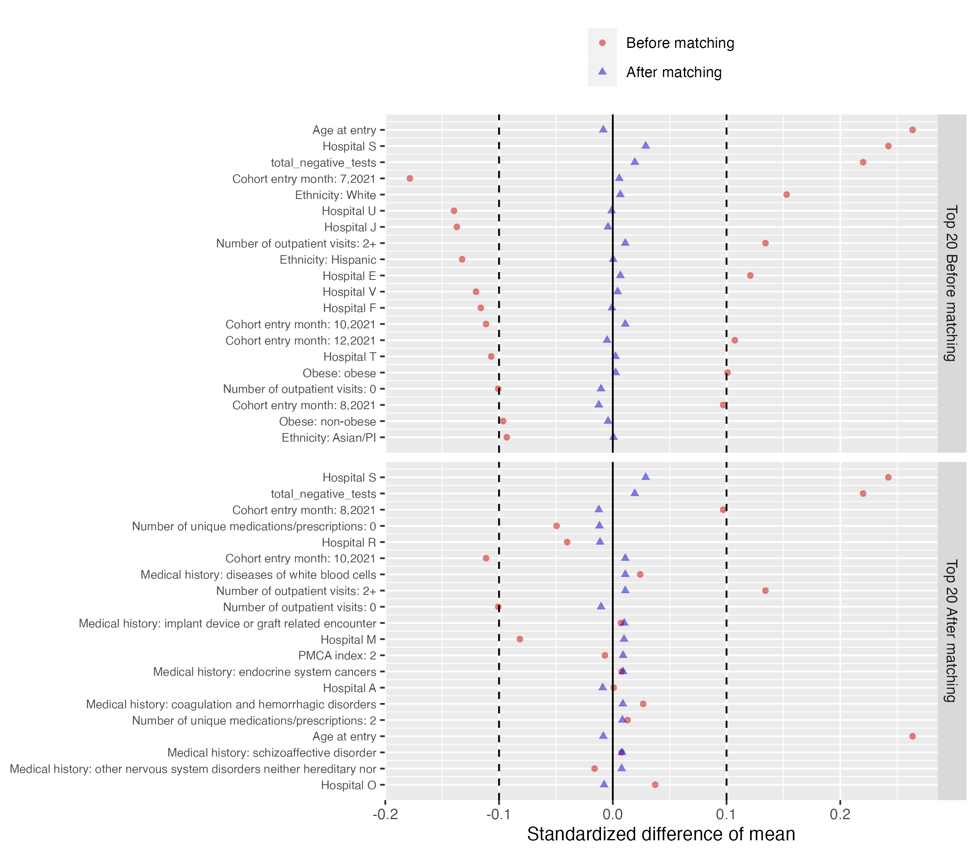 Before matching
After matching
Age at entry
Hospital S
total_negative_tests
Cohort entry month: 7,2021
Ethnicity: White
Hospital U
Hospital J
Number of outpatient visits: 2+
Ethnicity: Hispanic
Hospital E
Hospital V
Hospital F
Cohort entry month: 10,2021
Cohort entry month: 12,2021
Hospital T
Obese: obese
Number of outpatient visits: 0
Cohort entry month: 8,2021
Obese: non-obese
Ethnicity: Asian/PI
Top 20 Before matching
Hospital S
total_negative_tests
Cohort entry month: 8,2021
Number of unique medications/prescriptions: 0
Hospital R
Cohort entry month: 10,2021
Medical history: diseases of white blood cells
Number of outpatient visits: 2+
Number of outpatient visits: 0
Medical history: implant device or graft related encounter
Hospital M
PMCA index: 2
Medical history: endocrine system cancers
Hospital A
Medical history: coagulation and hemorrhagic disorders
Number of unique medications/prescriptions: 2
Age at entry
Medical history: schizoaffective disorder
Medical history: other nervous system disorders neither hereditary nor
Hospital O
Top 20 After matching
-0.2 -0.1 0.0 0.1 0.2
Standardized difference of mean